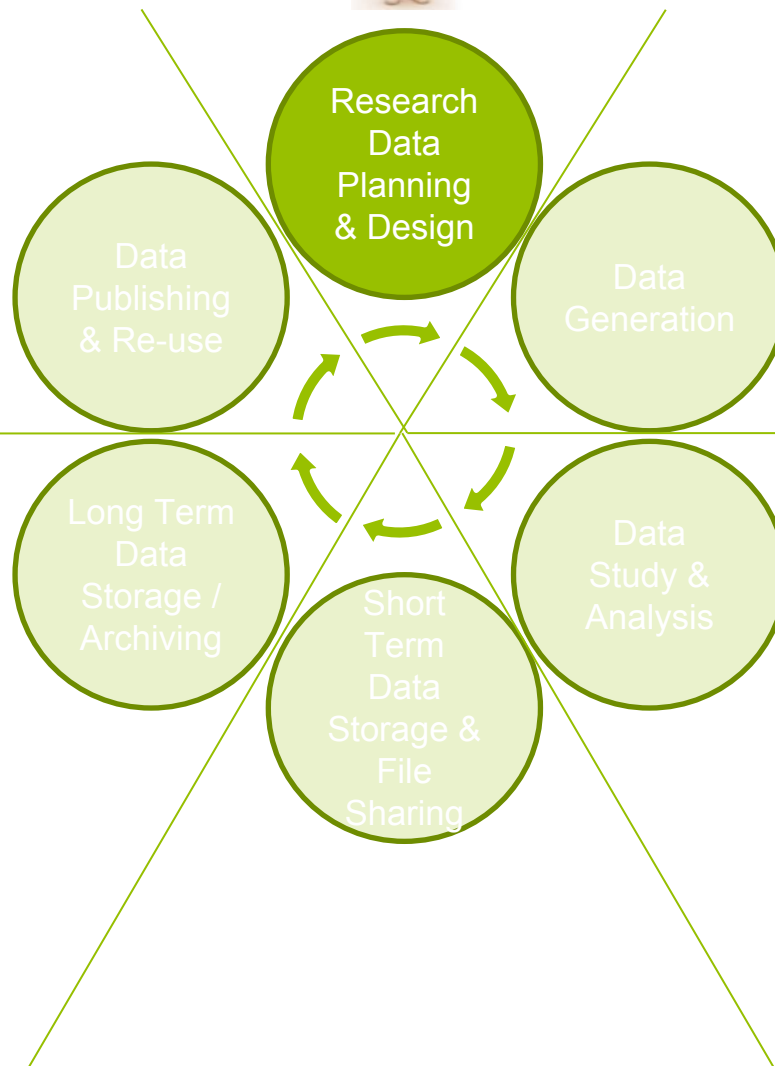 Research
Data
Planning
& Design
Data
Generation
Data
Study &
Analysis
Short
Term
Data
Storage &
File
Sharing
Long Term
Data
Storage /
Archiving
Data
Publishing
& Re-use